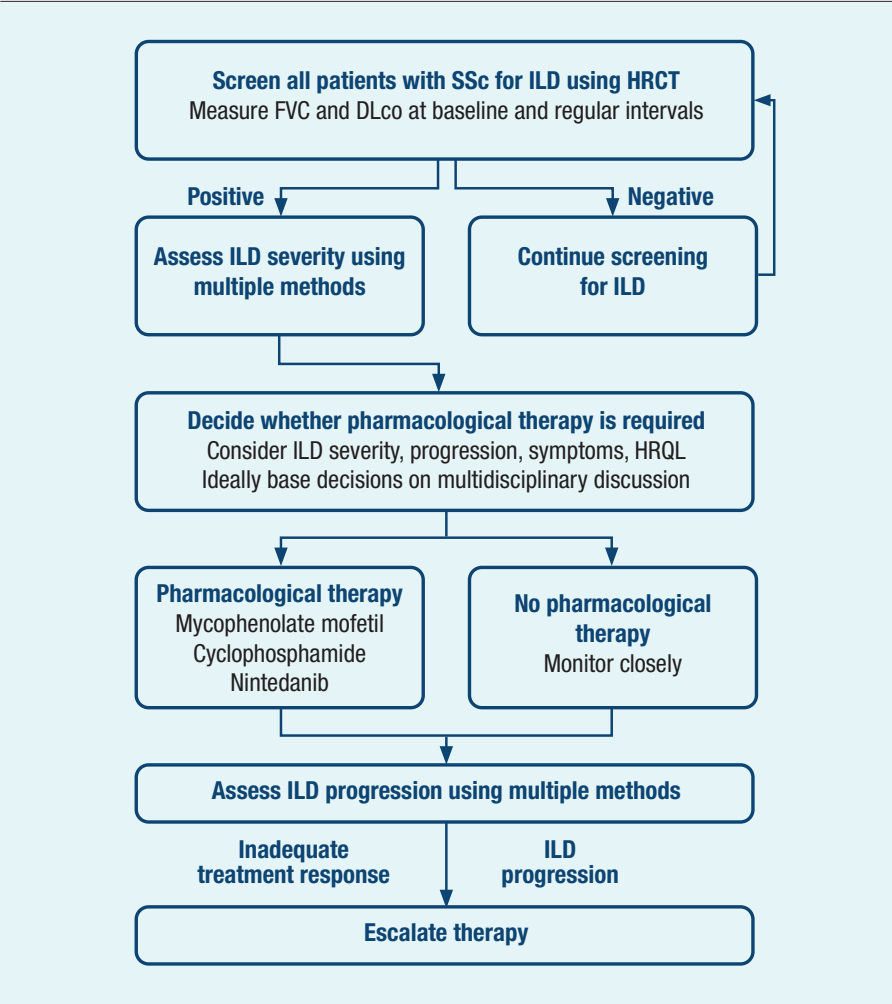 Screen all patients with SSc for ILD using HRCT
Measure FVC and DLco at baseline and regular intervals
Positive
Negative
Assess ILD severity using
multiple methods
Continue screening
for ILD
Decide whether pharmacological therapy is required
Consider ILD severity, progression, symptoms, HRQL
Ideally base decisions on multidisciplinary discussion
Pharmacological therapy
Mycophenolate mofetil
Cyclophosphamide
Nintedanib
No pharmacological
therapy
Monitor closely
Assess ILD progression using multiple methods
Inadequate
treatment response
ILD
progression
Escalate therapy